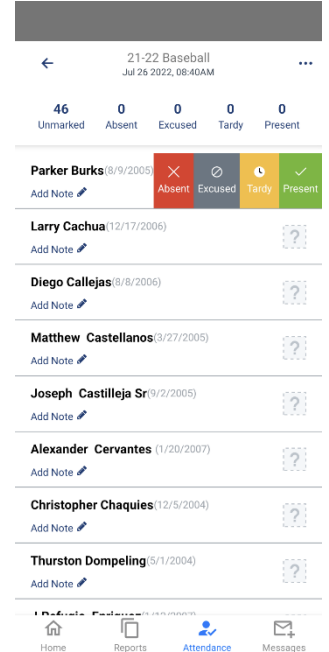 21-22 Baseball
Jul 26 2022, 08:40AM
46 0 0 0 0
Unmarked Absent Excused Tardy Present
Parker Burks(8/9/2005) Absent Excused Tardy Present
Add Note
Larry Cachua(12/17/2006)
Add Note ?
Diego Callejas(8/8/2006)
Add Note ?
Matthew Castellanos(3/27/2005)
Add Note ?
Joseph Castilleja Sr(9/2/2005)
Add Note ?
Alexander Cervantes (1/20/2007)
Add Note ?
Christopher Chaquies(12/5/2004)
Add Note ?
Thurston Dompeling(5/1/2004)
Add Note ?
Home Reports Attendance Messages